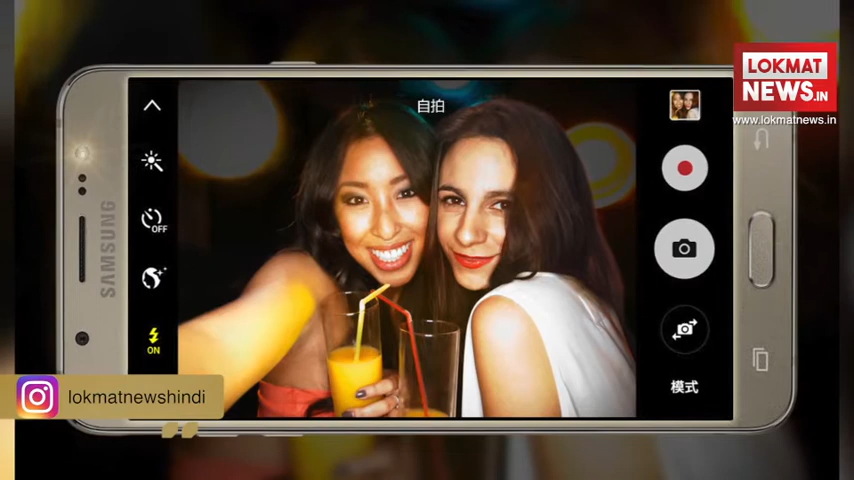 LOKMAT
NEWS.IN
www.lokmatnews.in
自拍
OFF
SAMSUNG
ON
模式
lokmatnewshindi